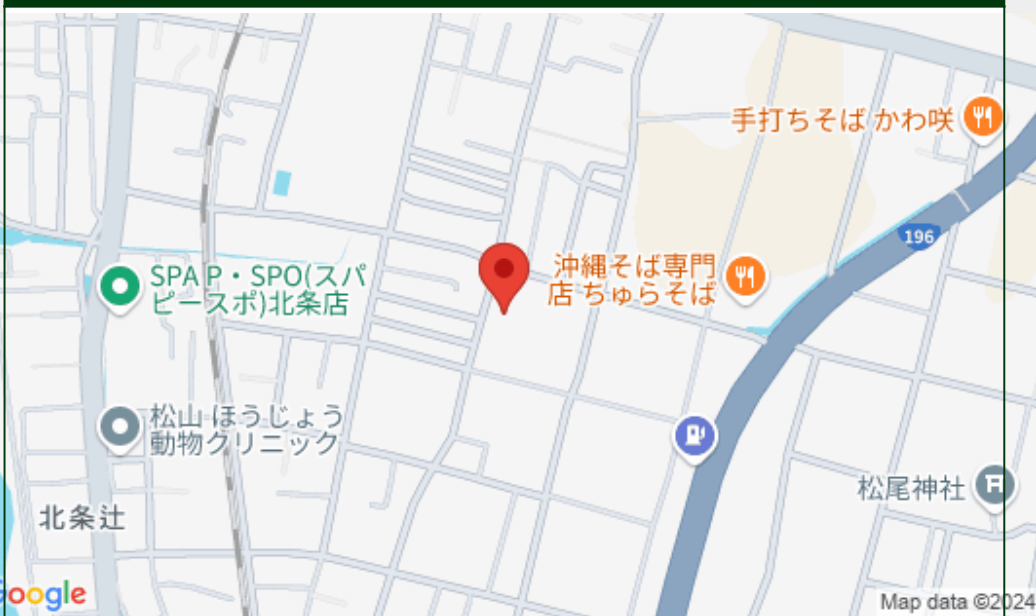 手打ちそば かわ咲
196
沖縄そば専門
店 ちゅらそば
SPA P・SPO(スパ
ピースポ)北条店
松山 ほうじょう
動物クリニック
松尾神社
北条辻
Google
Map data ©2024